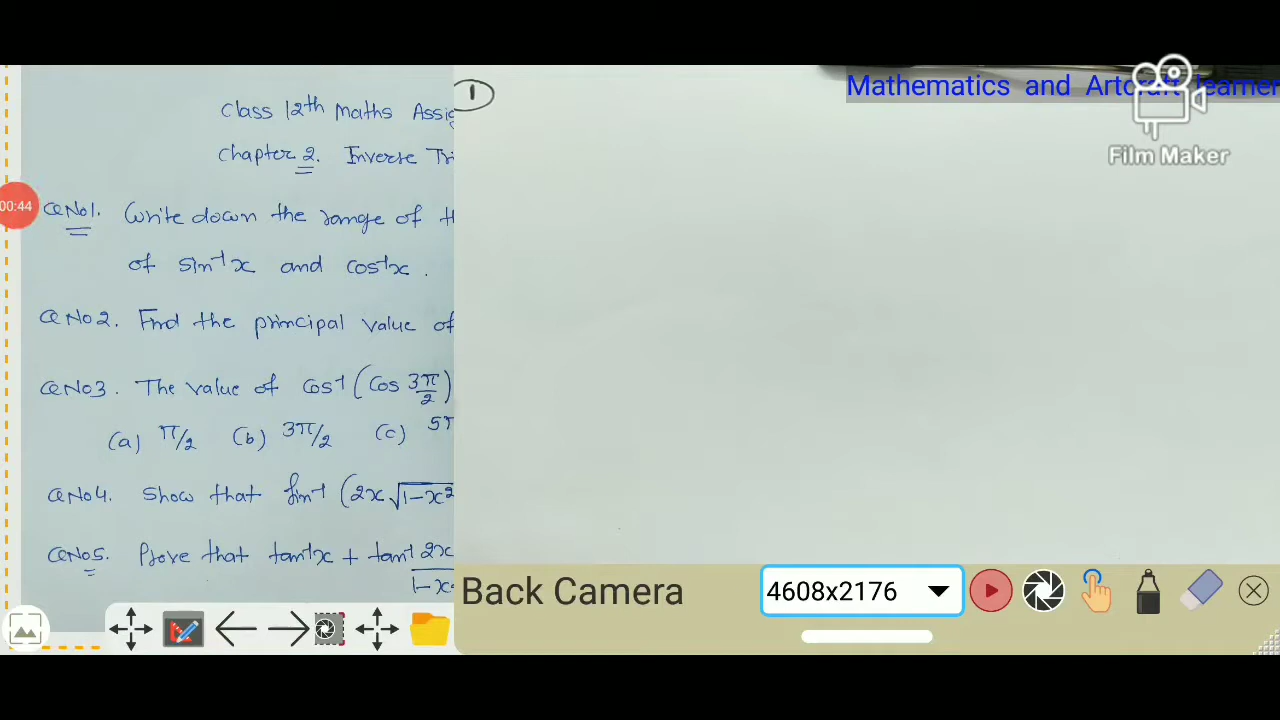 Class 12th Maths Assig
Chapter 2. Inverse Tri
QNo1. Write down the range of th
of sin⁻¹x and cos⁻¹x.
QNo2. Find the principal value of
QNo3. The value of cos⁻¹(cos 3π/2)
(a) π/2 (b) 3π/2 (c) 5π
QNo4. Show that sin⁻¹(2x√1-x²
QNo5. Prove that tan⁻¹x + tan⁻¹ 2x/1-x
1
Mathematics and Artcraft learner
Film Maker
00:44
Back Camera
4608x2176